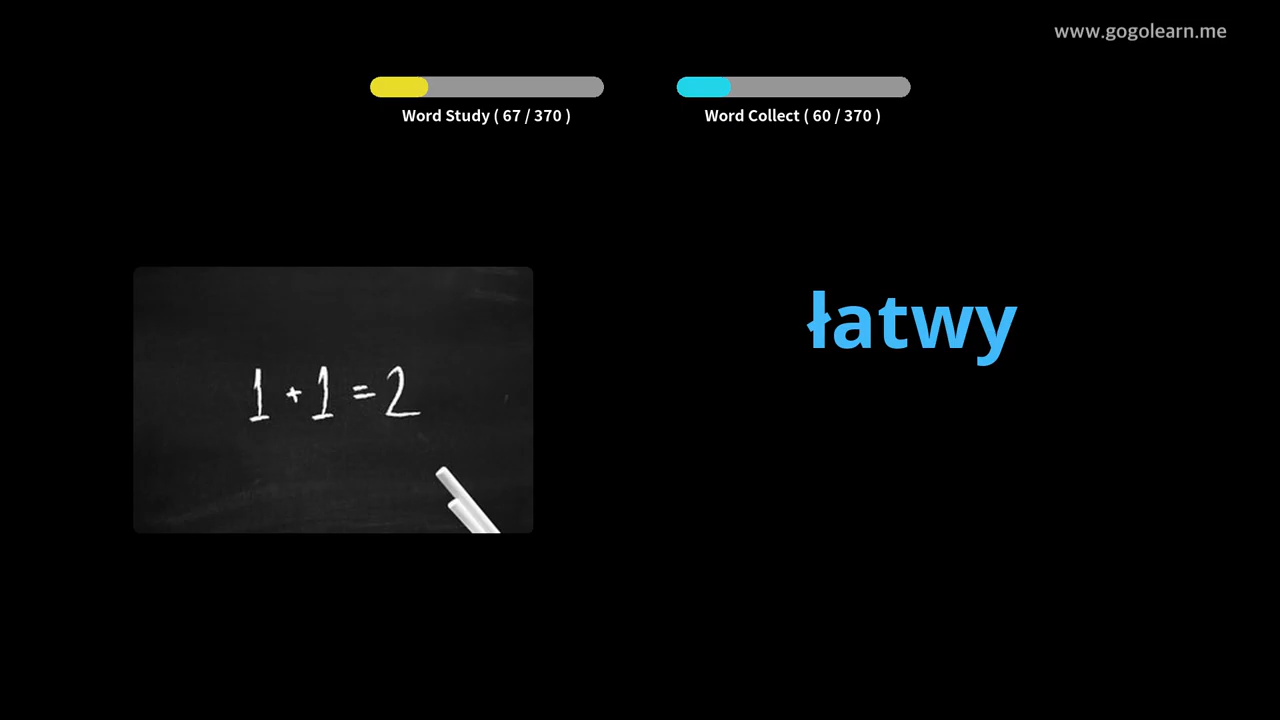 www.gogolearn.me
Word Study ( 67 / 370 )
Word Collect ( 60 / 370 )
łatwy
1 + 1 = 2